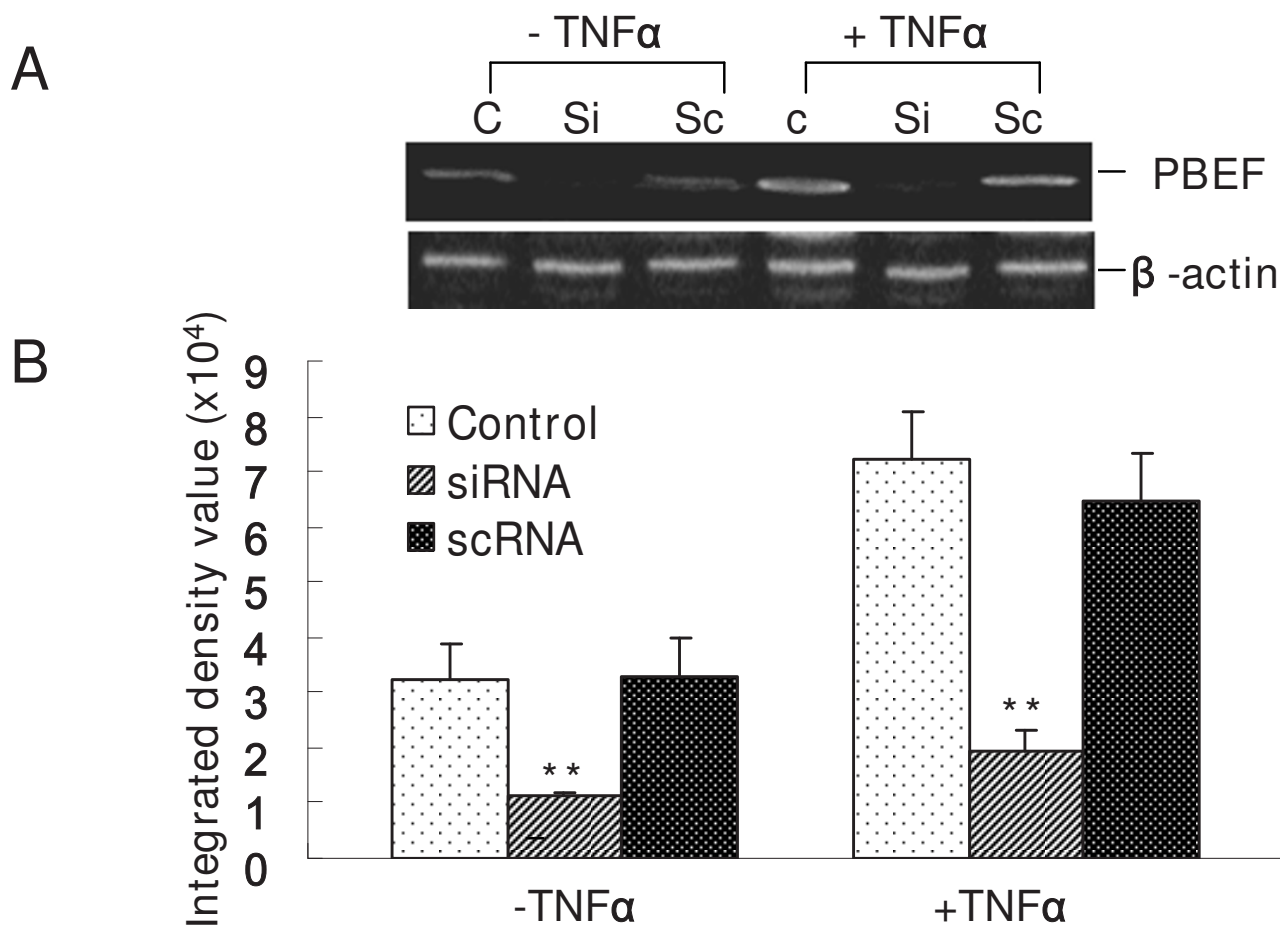 A
- TNFα + TNFα
C Si Sc c Si Sc
PBEF
β -actin
B
Integrated density value (x10⁴)
9
8
7
6
5
4
3
2
1
0
Control
siRNA
scRNA
**
**
-TNFα +TNFα